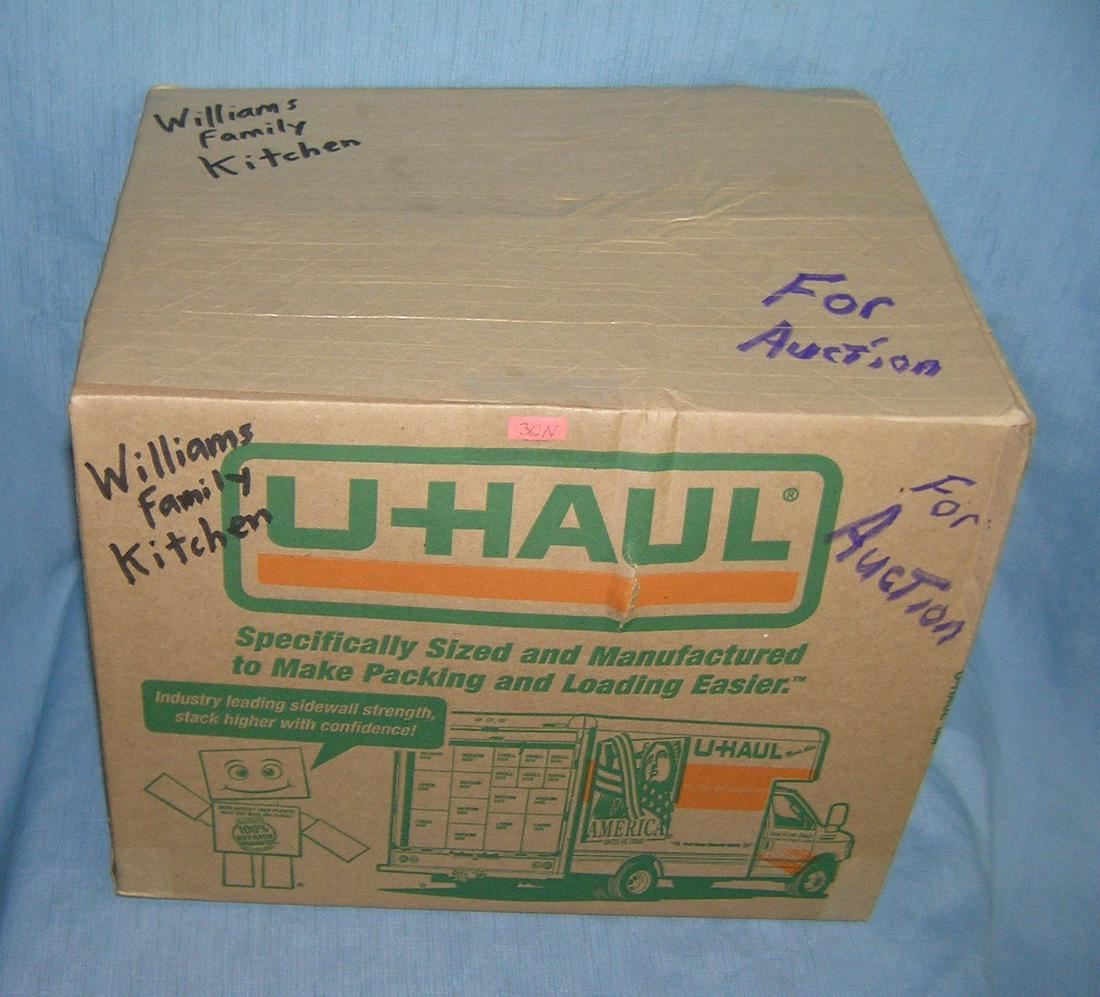 Williams
Family
Kitchen
For
Auction
30N
Williams
Family
Kitchen
U-HAUL®
For
Auction
Specifically Sized and Manufactured
to Make Packing and Loading Easier.™
Industry leading sidewall strength,
stack higher with confidence!
U-HAUL
AMERICA
100%